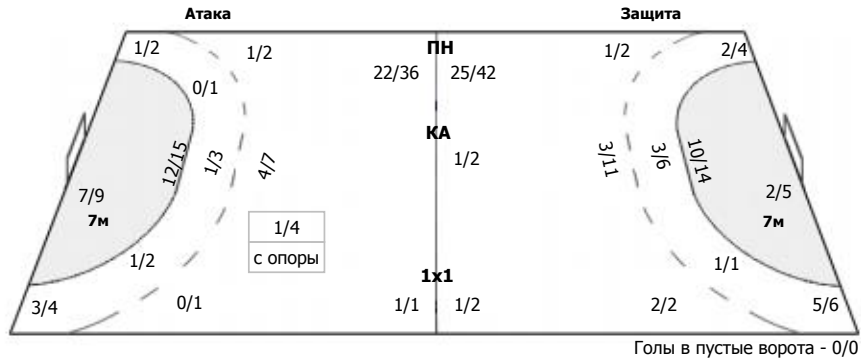 Атака Защита
1/2 1/2 ПН 1/2 2/4
22/36 25/42
0/1
КА
12/15 1/3 4/7 1/2 3/11 3/6 10/14
7/9 2/5
7м 7м
1/4
с опоры
1/2 1/1
1x1
3/4 0/1 1/1 1/2 2/2 5/6
Голы в пустые ворота - 0/0